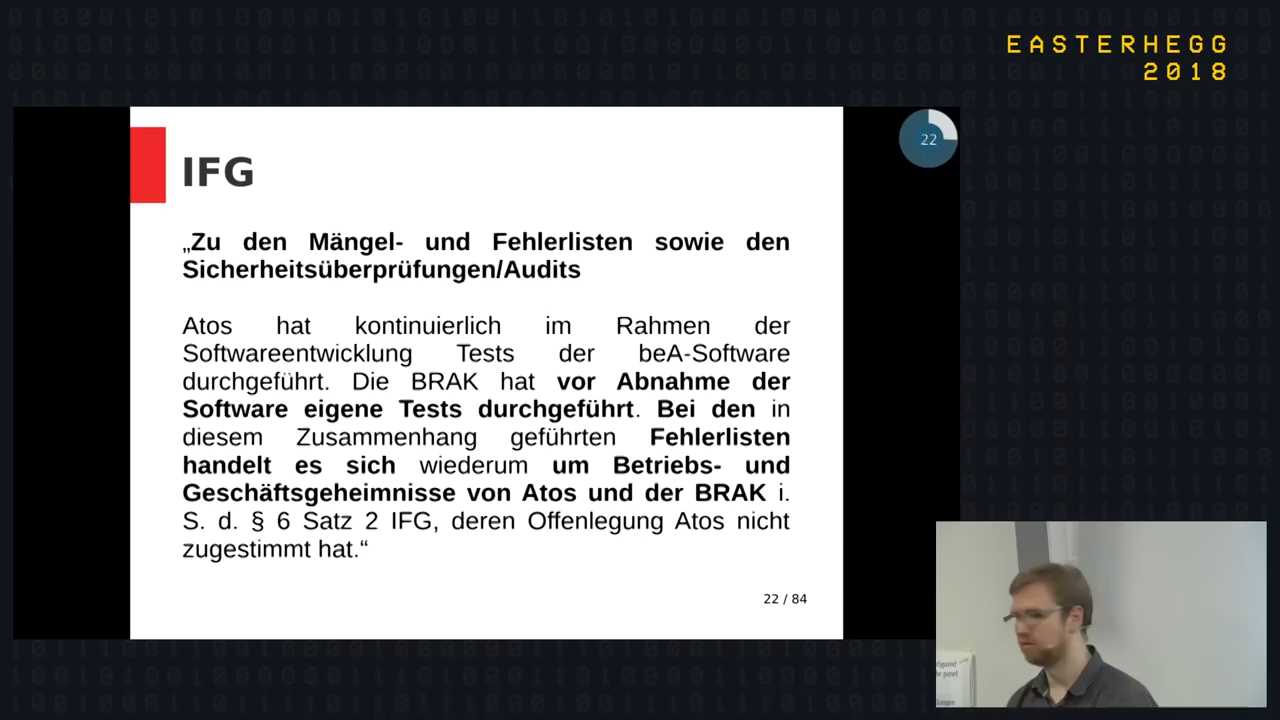 EASTERHEGG
2018
22
IFG
„Zu den Mängel- und Fehlerlisten sowie den
Sicherheitsüberprüfungen/Audits
Atos hat kontinuierlich im Rahmen der
Softwareentwicklung Tests der beA-Software
durchgeführt. Die BRAK hat vor Abnahme der
Software eigene Tests durchgeführt. Bei den in
diesem Zusammenhang geführten Fehlerlisten
handelt es sich wiederum um Betriebs- und
Geschäftsgeheimnisse von Atos und der BRAK i.
S. d. § 6 Satz 2 IFG, deren Offenlegung Atos nicht
zugestimmt hat.“
22 / 84